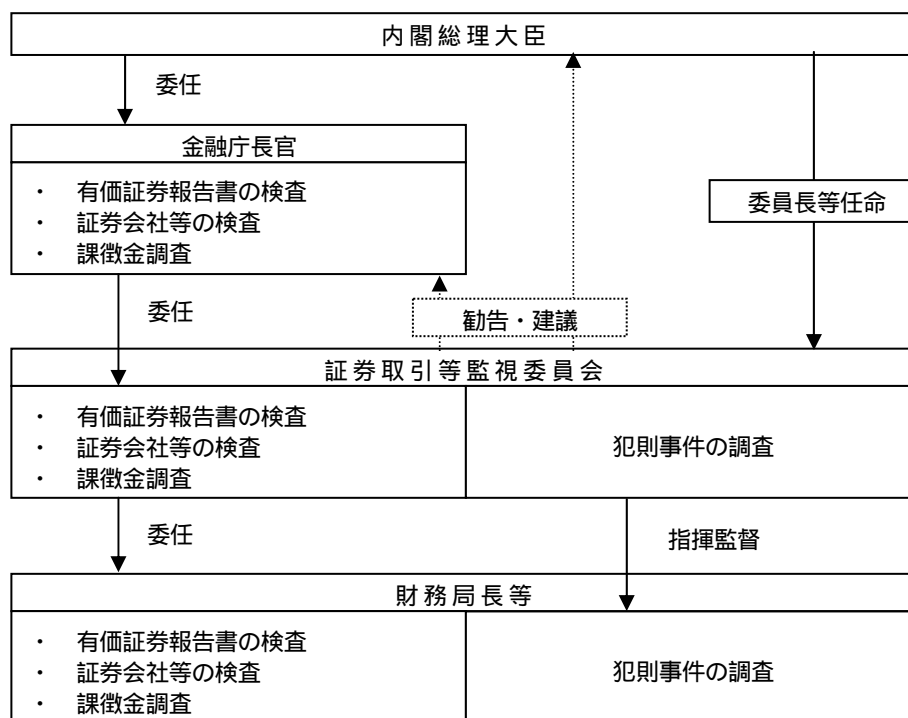 内閣総理大臣
委任
金融庁長官
・ 有価証券報告書の検査
・ 証券会社等の検査
・ 課徴金調査
委員長等任命
委任
勧告・建議
証券取引等監視委員会
・ 有価証券報告書の検査
・ 証券会社等の検査
・ 課徴金調査
犯則事件の調査
委任
指揮監督
財務局長等
・ 有価証券報告書の検査
・ 証券会社等の検査
・ 課徴金調査
犯則事件の調査